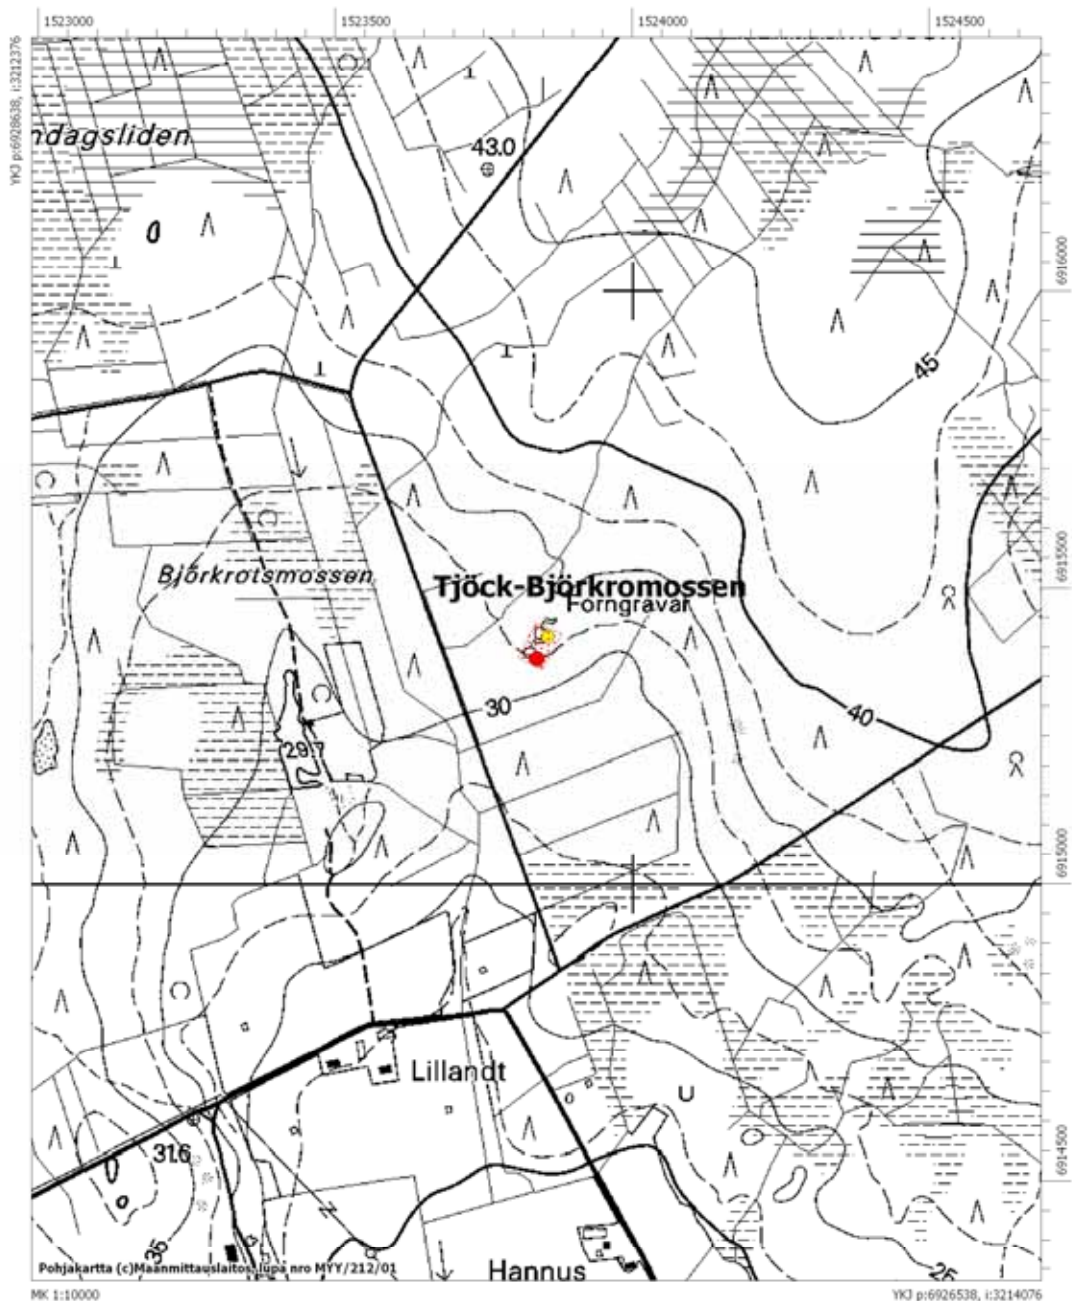 1523000
1523500
1524000
1524500
YKJ p:6928638, i:3212376
ndagsliden
43.0
6916000
45
6915500
Björkrotsmossen
Tjöck-Björkromossen
Forngravar
30
40
29.7
6915000
Lillandt
U
31.6
6914500
35
Pohjakartta (c)Maanmittauslaitos, lupa nro MYY/212/01
Hannus
25
MK 1:10000
YKJ p:6926538, i:3214076